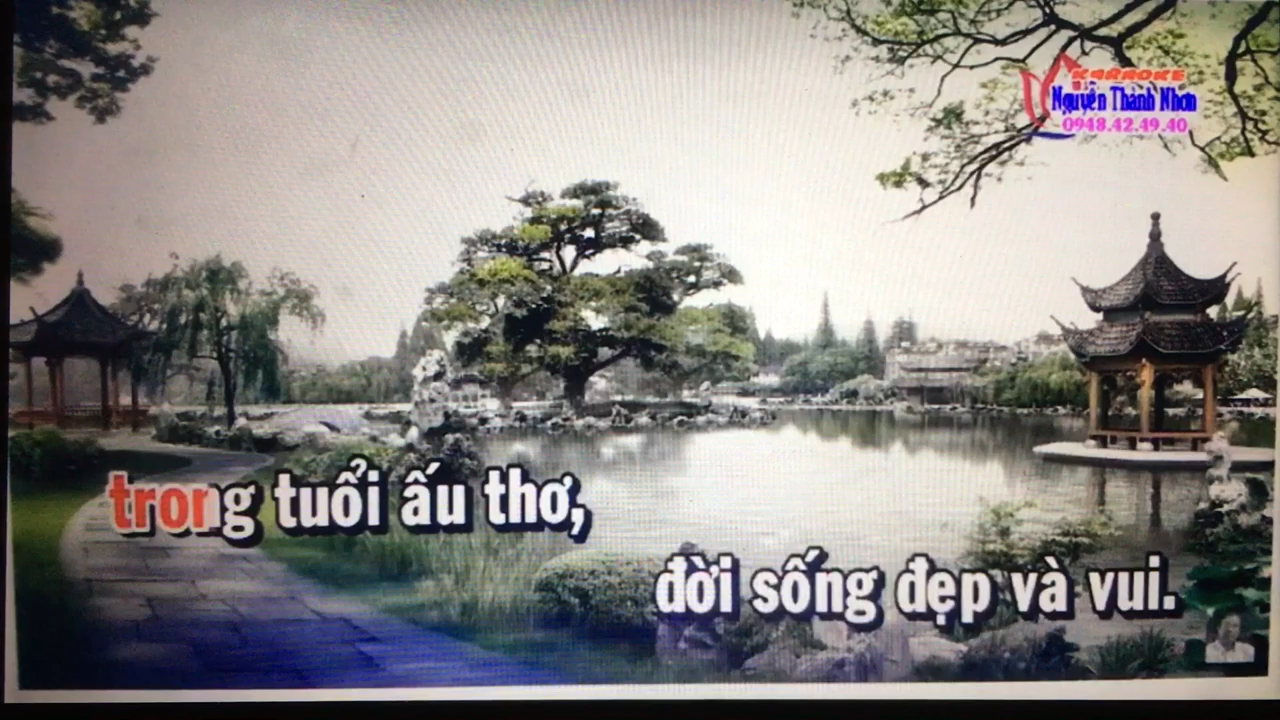 KARAOKE
Nguyễn Thành Nhơn
0948.42.49.40
trong tuổi ấu thơ,
đời sống đẹp và vui.